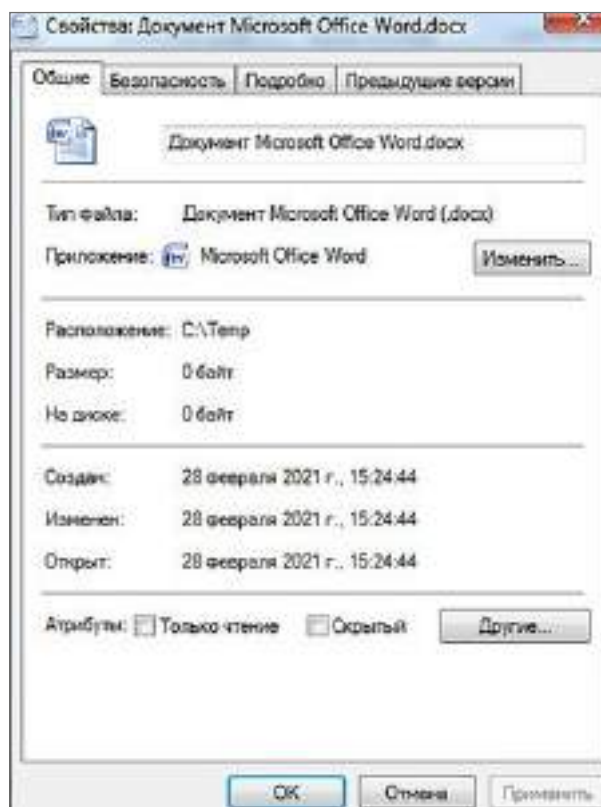 Свойства: Документ Microsoft Office Word.docx
Общие Безопасность Подробно Предыдущие версии
Документ Microsoft Office Word.docx
Тип файла: Документ Microsoft Office Word (.docx)
Приложение: Microsoft Office Word Изменить...
Расположение: C:\Temp
Размер: 0 байт
На диске: 0 байт
Создан: 28 февраля 2021 г., 15:24:44
Изменен: 28 февраля 2021 г., 15:24:44
Открыт: 28 февраля 2021 г., 15:24:44
Атрибуты: Только чтение Скрытый Другие...
OK Отмена Применить